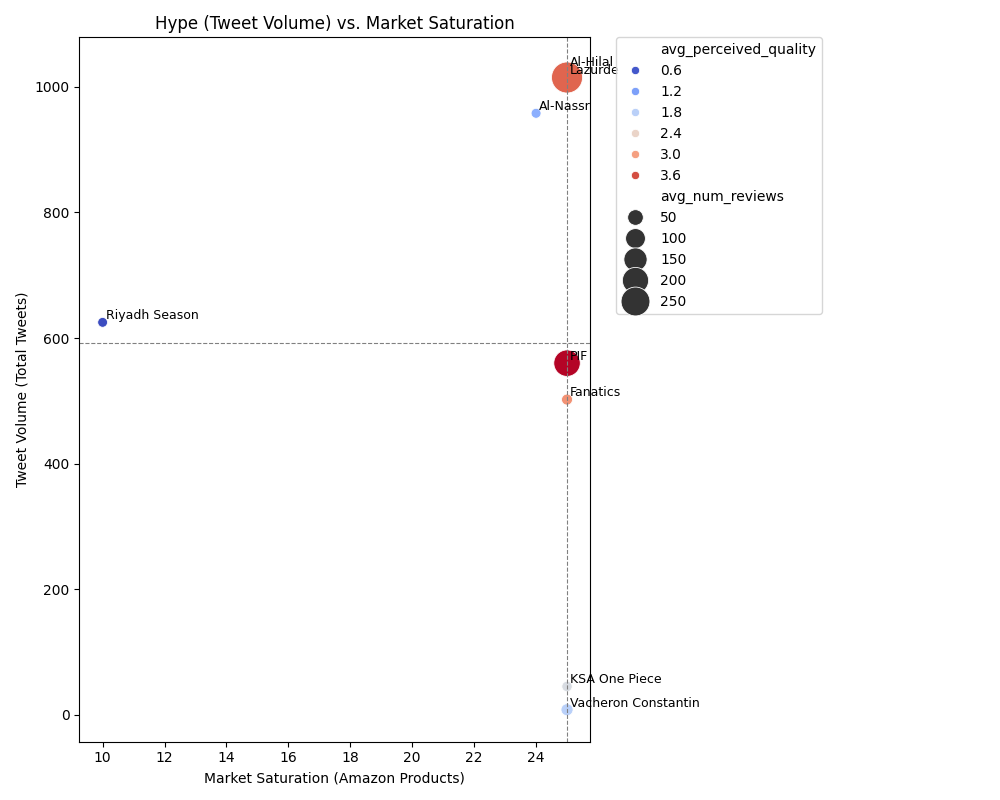 Hype (Tweet Volume) vs. Market Saturation
Tweet Volume (Total Tweets)
1000
800
600
400
200
0
Al-Hilal
Lazurde
Al-Nassr
Riyadh Season
PIF
Fanatics
KSA One Piece
Vacheron Constantin
10 12 14 16 18 20 22 24
Market Saturation (Amazon Products)
avg_perceived_quality
0.6
1.2
1.8
2.4
3.0
3.6
avg_num_reviews
50
100
150
200
250